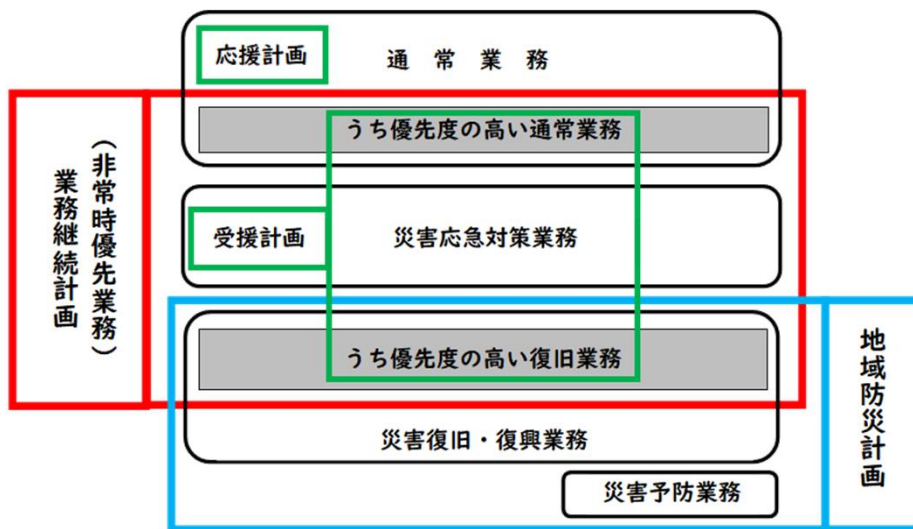 応援計画
通常業務
うち優先度の高い通常業務
業務継続計画
（非常時優先業務）
受援計画
災害応急対策業務
うち優先度の高い復旧業務
災害復旧・復興業務
災害予防業務
地域防災計画